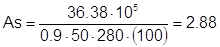 As = 36.38·10⁵ / 0.9·50·280·(100) = 2.88